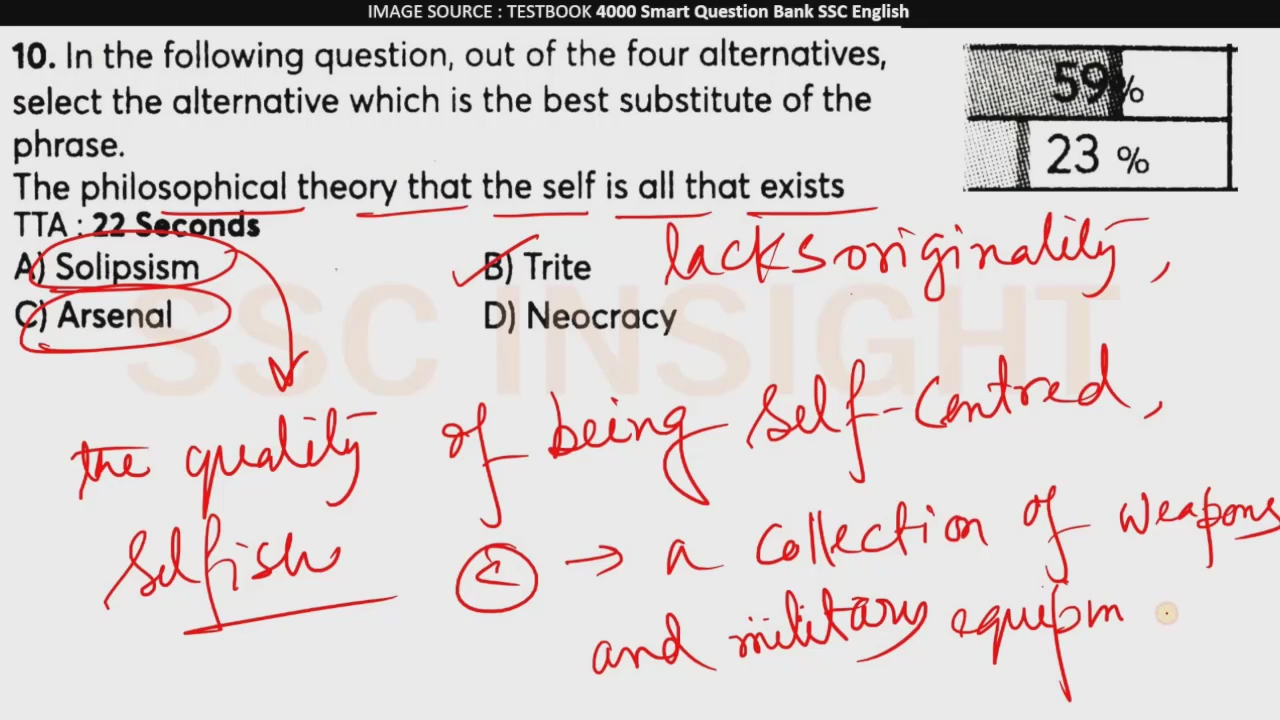 IMAGE SOURCE : TESTBOOK 4000 Smart Question Bank SSC English
10. In the following question, out of the four alternatives,
select the alternative which is the best substitute of the
phrase.
The philosophical theory that the self is all that exists
TTA : 22 Seconds
A) Solipsism
B) Trite
C) Arsenal
D) Neocracy
59%
23 %
lacks originality,
the quality of being Self-Centred,
selfish
C → a collection of weapons
and military equipm
SSC INSIGHT